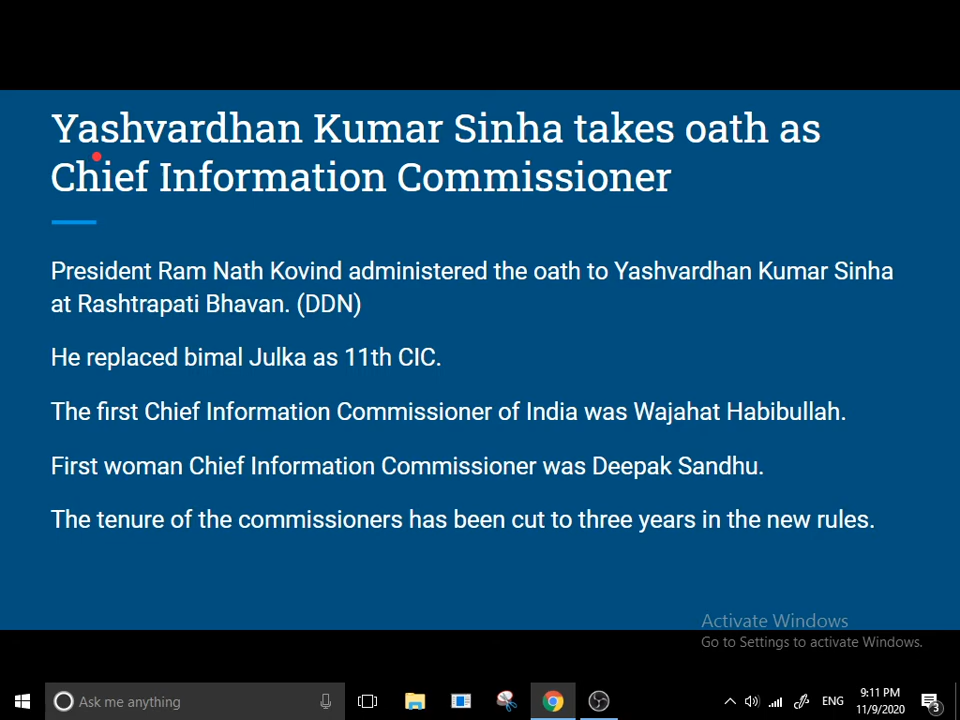 Yashvardhan Kumar Sinha takes oath as
Chief Information Commissioner
President Ram Nath Kovind administered the oath to Yashvardhan Kumar Sinha
at Rashtrapati Bhavan. (DDN)
He replaced bimal Julka as 11th CIC.
The first Chief Information Commissioner of India was Wajahat Habibullah.
First woman Chief Information Commissioner was Deepak Sandhu.
The tenure of the commissioners has been cut to three years in the new rules.
Activate Windows
Go to Settings to activate Windows.
Ask me anything
ENG
9:11 PM
11/9/2020
3